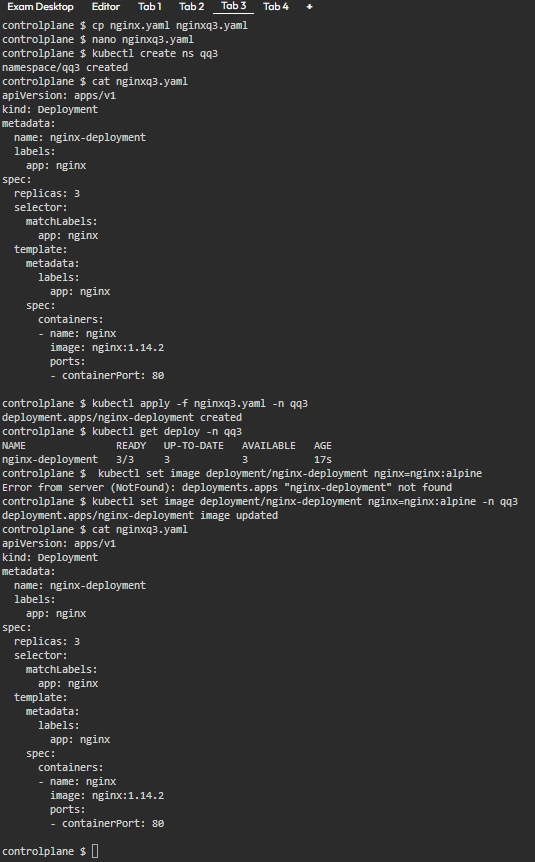 Exam Desktop Editor Tab 1 Tab 2 Tab 3 Tab 4 +
controlplane $ cp nginx.yaml nginxq3.yaml
controlplane $ nano nginxq3.yaml
controlplane $ kubectl create ns qq3
namespace/qq3 created
controlplane $ cat nginxq3.yaml
apiVersion: apps/v1
kind: Deployment
metadata:
  name: nginx-deployment
  labels:
    app: nginx
spec:
  replicas: 3
  selector:
    matchLabels:
      app: nginx
  template:
    metadata:
      labels:
        app: nginx
    spec:
      containers:
      - name: nginx
        image: nginx:1.14.2
        ports:
        - containerPort: 80
controlplane $ kubectl apply -f nginxq3.yaml -n qq3
deployment.apps/nginx-deployment created
controlplane $ kubectl get deploy -n qq3
NAME               READY   UP-TO-DATE   AVAILABLE   AGE
nginx-deployment   3/3     3            3           17s
controlplane $  kubectl set image deployment/nginx-deployment nginx=nginx:alpine
Error from server (NotFound): deployments.apps "nginx-deployment" not found
controlplane $ kubectl set image deployment/nginx-deployment nginx=nginx:alpine -n qq3
deployment.apps/nginx-deployment image updated
controlplane $ cat nginxq3.yaml
apiVersion: apps/v1
kind: Deployment
metadata:
  name: nginx-deployment
  labels:
    app: nginx
spec:
  replicas: 3
  selector:
    matchLabels:
      app: nginx
  template:
    metadata:
      labels:
        app: nginx
    spec:
      containers:
      - name: nginx
        image: nginx:1.14.2
        ports:
        - containerPort: 80
controlplane $